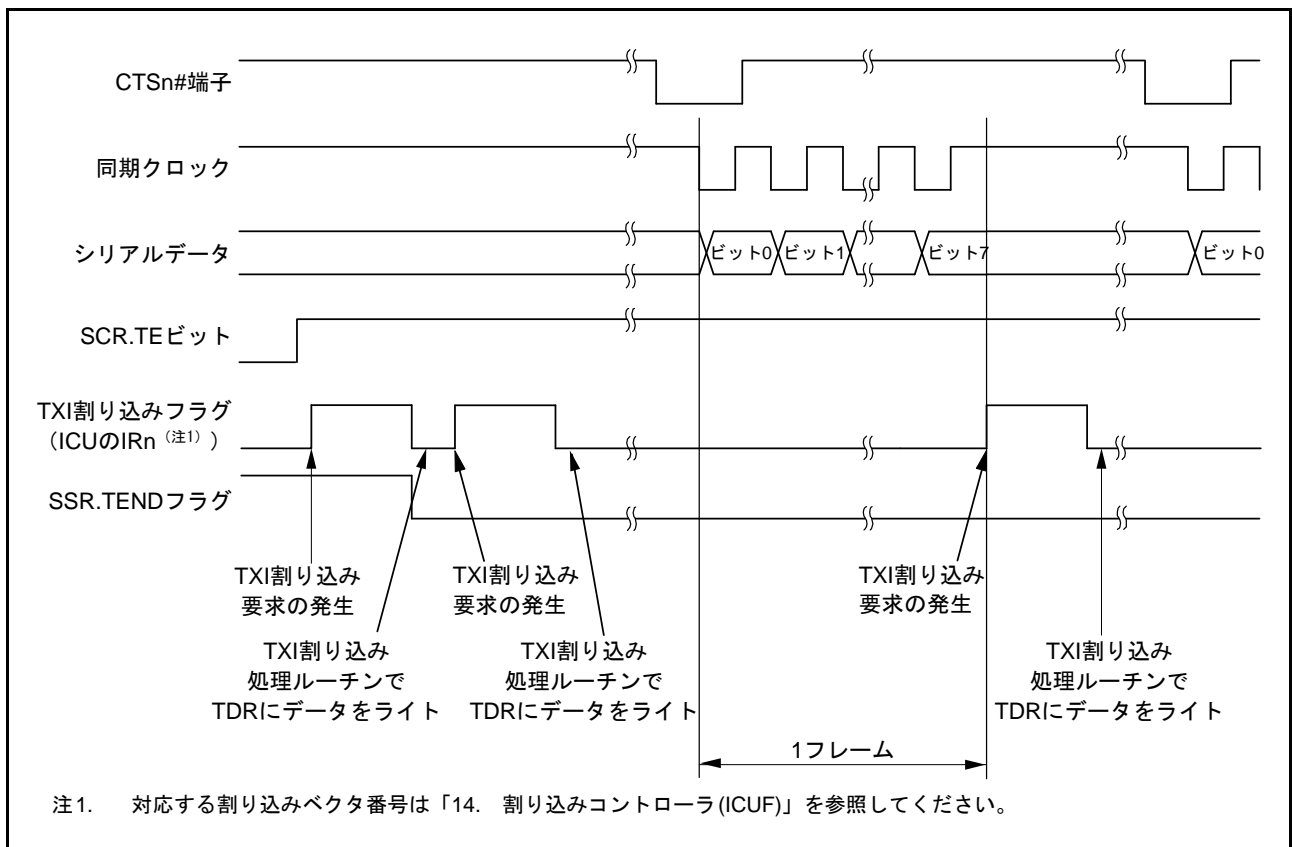 CTSn#端子
同期クロック
シリアルデータ
ビット0
ビット1
ビット7
ビット0
SCR.TEビット
TXI割り込みフラグ
(ICUのIRn(注1))
SSR.TENDフラグ
TXI割り込み
要求の発生
TXI割り込み
要求の発生
TXI割り込み
要求の発生
TXI割り込み
処理ルーチンで
TDRにデータをライト
TXI割り込み
処理ルーチンで
TDRにデータをライト
TXI割り込み
処理ルーチンで
TDRにデータをライト
1フレーム
注1. 対応する割り込みベクタ番号は「14. 割り込みコントローラ(ICUF)」を参照してください。